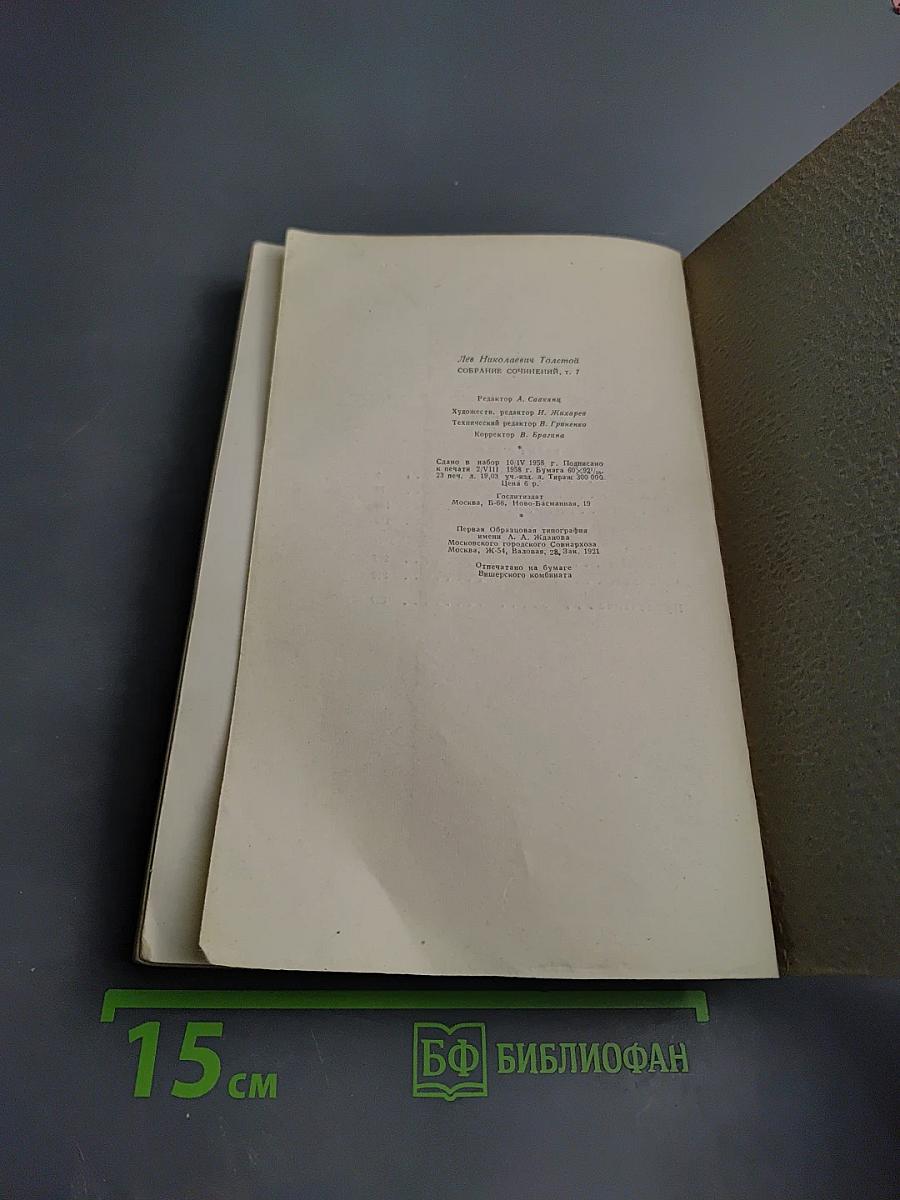 Лев Николаевич Толстой
СОБРАНИЕ СОЧИНЕНИЙ, т. 7
Редактор А. Саакянц
Художеств. редактор И. Жихарев
Технический редактор В. Гриненко
Корректор В. Брагина
*
Сдано в набор 10/IV 1958 г. Подписано
к печати 2/VIII 1958 г. Бумага 60×92¹/₁₆.
23 печ. л. 19,03 уч.-изд. л. Тираж 300 000.
Цена 6 р.
Гослитиздат
Москва, Б-66, Ново-Басманная, 19
*
Первая Образцовая типография
имени А. А. Жданова
Московского городского Совнархоза
Москва, Ж-54, Валовая, 28. Зак. 1921
Отпечатано на бумаге
Вишерского комбината
15 см
БФ БИБЛИОФАН